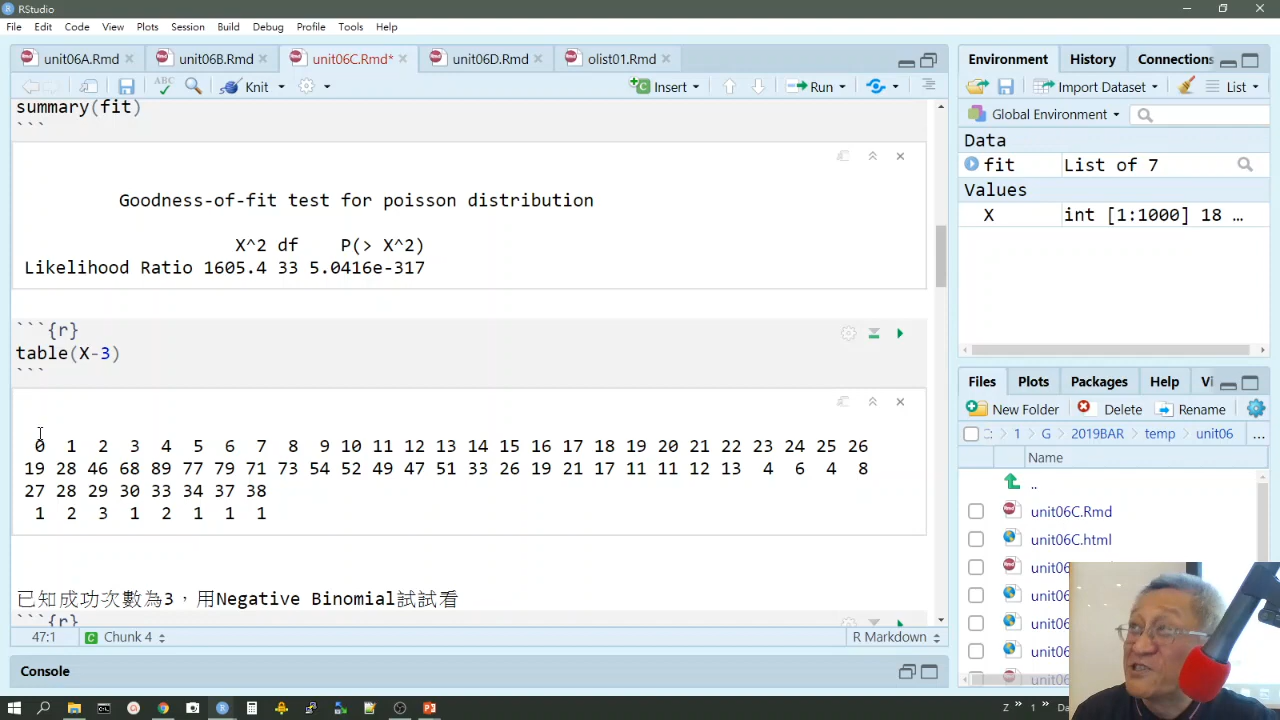 RStudio
File Edit Code View Plots Session Build Debug Profile Tools Help
unit06A.Rmd unit06B.Rmd unit06C.Rmd* unit06D.Rmd olist01.Rmd
ABC Knit Insert Run
summary(fit)
```
Goodness-of-fit test for poisson distribution
X^2 df P(> X^2)
Likelihood Ratio 1605.4 33 5.0416e-317
```{r}
table(X-3)
```
0 1 2 3 4 5 6 7 8 9 10 11 12 13 14 15 16 17 18 19 20 21 22 23 24 25 26
19 28 46 68 89 77 79 71 73 54 52 49 47 51 33 26 19 21 17 11 11 12 13 4 6 4 8
27 28 29 30 33 34 37 38
1 2 3 1 2 1 1 1
已知成功次數為3，用Negative Binomial試試看
```{r}
47:1 Chunk 4 R Markdown
Console
Environment History Connections
Import Dataset List
Global Environment
Data
fit List of 7
Values
X int [1:1000] 18 …
Files Plots Packages Help Vi
New Folder Delete Rename
C: 1 G 2019BAR temp unit06 ...
Name
..
unit06C.Rmd
unit06C.html
unit06
unit06
unit06
unit06
unit06
Z » 1 » Da